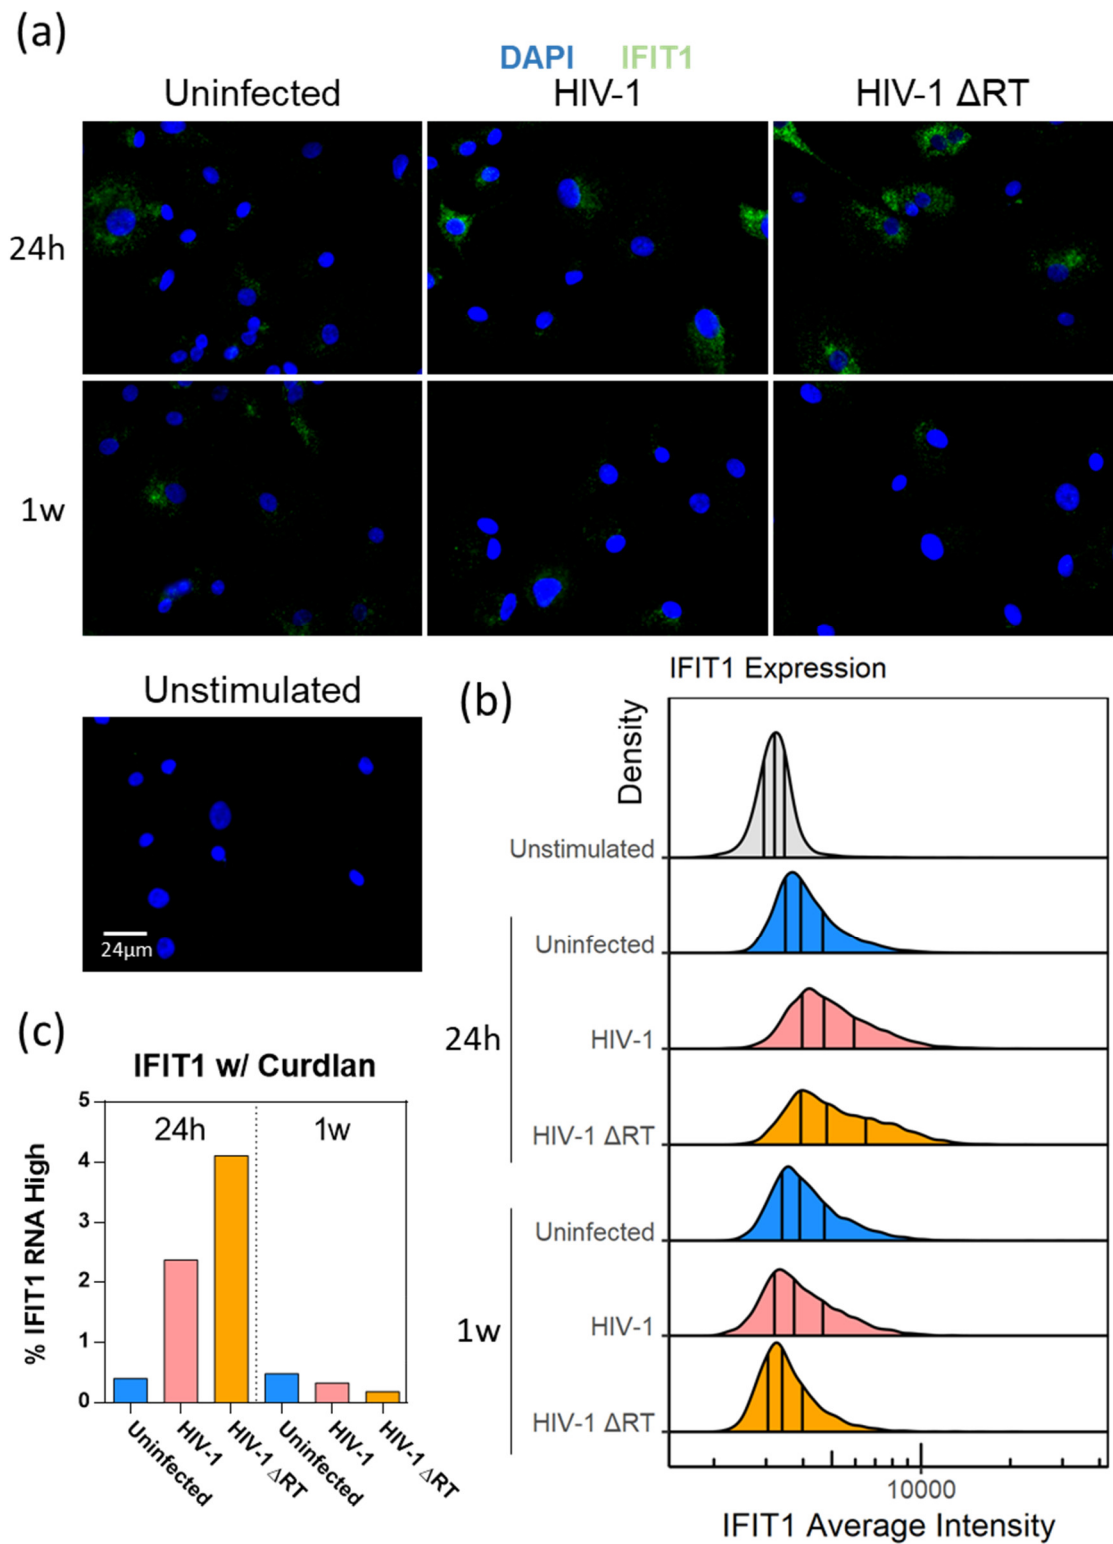 (a)
DAPI IFIT1
Uninfected HIV-1 HIV-1 ΔRT
24h
1w
Unstimulated
24μm
(b)
IFIT1 Expression
Density
Unstimulated
24h
Uninfected
HIV-1
HIV-1 ΔRT
1w
Uninfected
HIV-1
HIV-1 ΔRT
10000
IFIT1 Average Intensity
(c)
IFIT1 w/ Curdlan
% IFIT1 RNA High
5
4
3
2
1
0
24h 1w
Uninfected
HIV-1
HIV-1 ΔRT
Uninfected
HIV-1
HIV-1 ΔRT